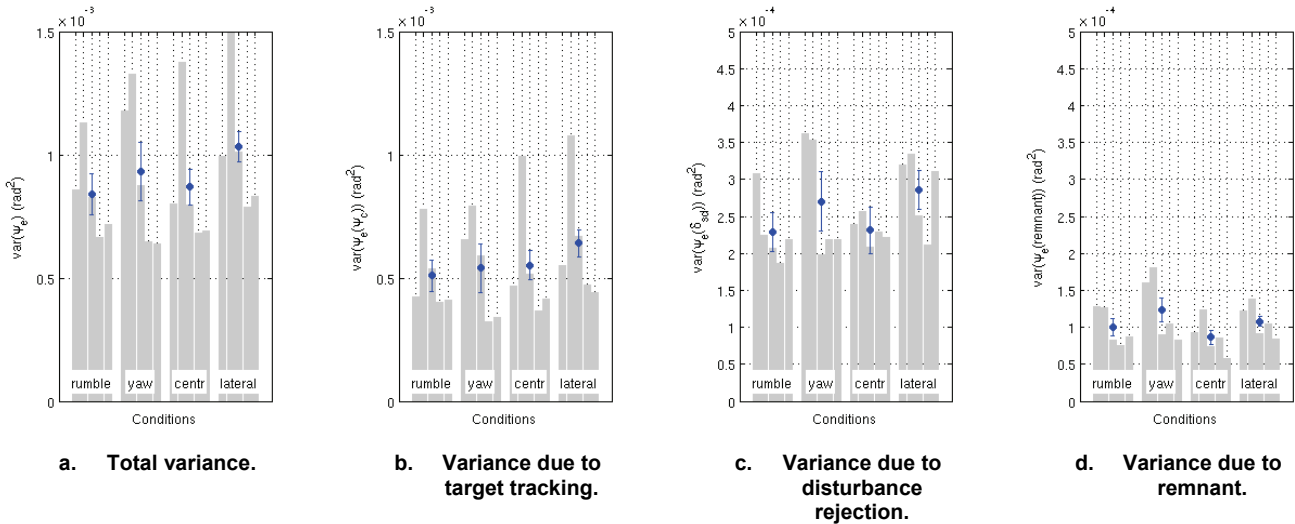 ×10⁻³
1.5
1
0.5
0
var(ψₑ) (rad²)
rumble yaw centr lateral
Conditions
a. Total variance.
×10⁻³
1.5
1
0.5
0
var(ψₑ(ψ_c)) (rad²)
rumble yaw centr lateral
Conditions
b. Variance due to
target tracking.
×10⁻⁴
5
4.5
4
3.5
3
2.5
2
1.5
1
0.5
0
var(ψₑ(δ_sd)) (rad²)
rumble yaw centr lateral
Conditions
c. Variance due to
disturbance
rejection.
×10⁻⁴
5
4.5
4
3.5
3
2.5
2
1.5
1
0.5
0
var(ψₑ(remnant)) (rad²)
rumble yaw centr lateral
Conditions
d. Variance due to
remnant.